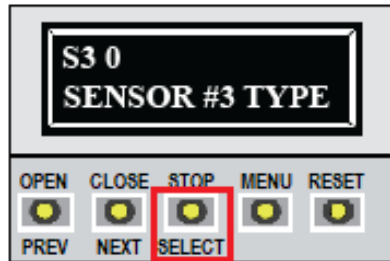 S3 0
SENSOR #3 TYPE
OPEN CLOSE STOP MENU RESET
PREV NEXT SELECT